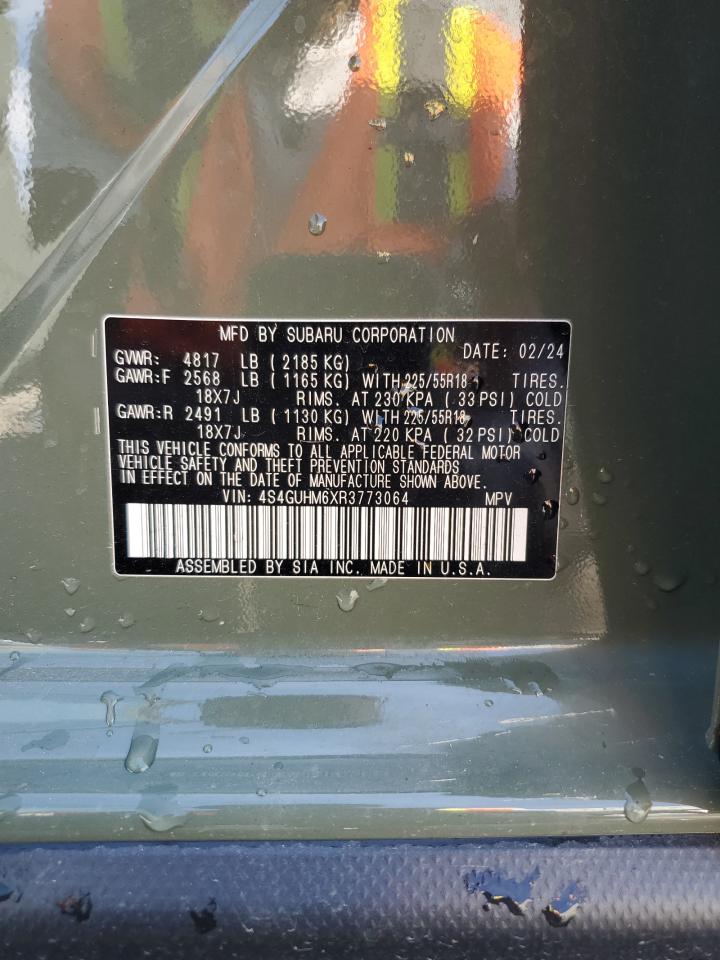 MFD BY SUBARU CORPORATION
GVWR: 4817 LB (2185 KG) DATE: 02/24
GAWR:F 2568 LB (1165 KG) WITH 225/55R18 TIRES.
18X7J RIMS. AT 230 KPA (33 PSI) COLD
GAWR:R 2491 LB (1130 KG) WITH 225/55R18 TIRES.
18X7J RIMS. AT 220 KPA (32 PSI) COLD
THIS VEHICLE CONFORMS TO ALL APPLICABLE FEDERAL MOTOR
VEHICLE SAFETY AND THEFT PREVENTION STANDARDS
IN EFFECT ON THE DATE OF MANUFACTURE SHOWN ABOVE.
VIN: 4S4GUHM6XR3773064 MPV
ASSEMBLED BY SIA INC. MADE IN U.S.A.